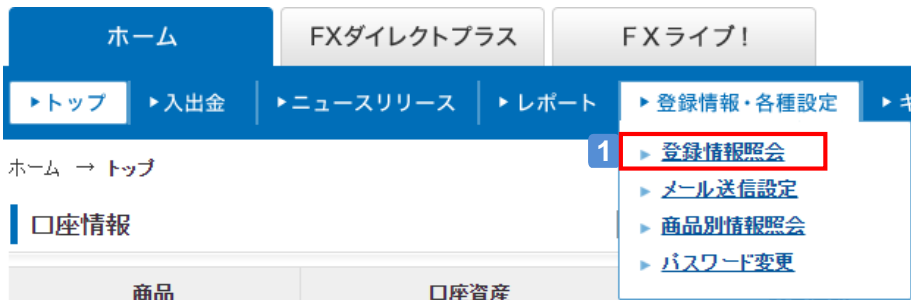 ホーム
FXダイレクトプラス
ＦＸライブ！
トップ
入出金
ニュースリリース
レポート
登録情報・各種設定
1
登録情報照会
メール送信設定
商品別情報照会
パスワード変更
ホーム → トップ
口座情報
商品
口座資産